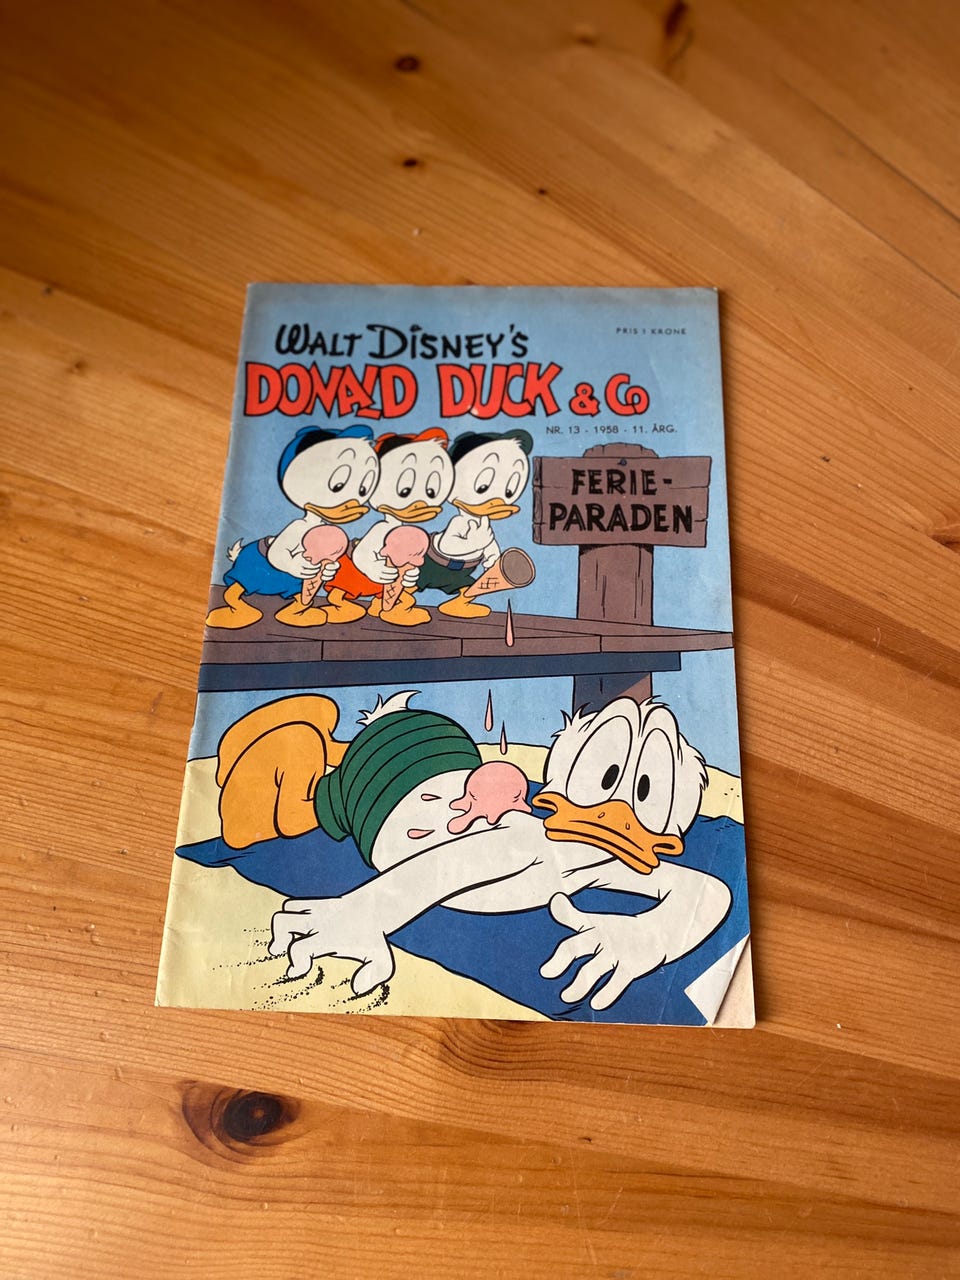 WALT DISNEY'S
PRIS 1 KRONE
DONALD DUCK & CO
NR. 13 - 1958 - 11. ÅRG.
FERIE-
PARADEN